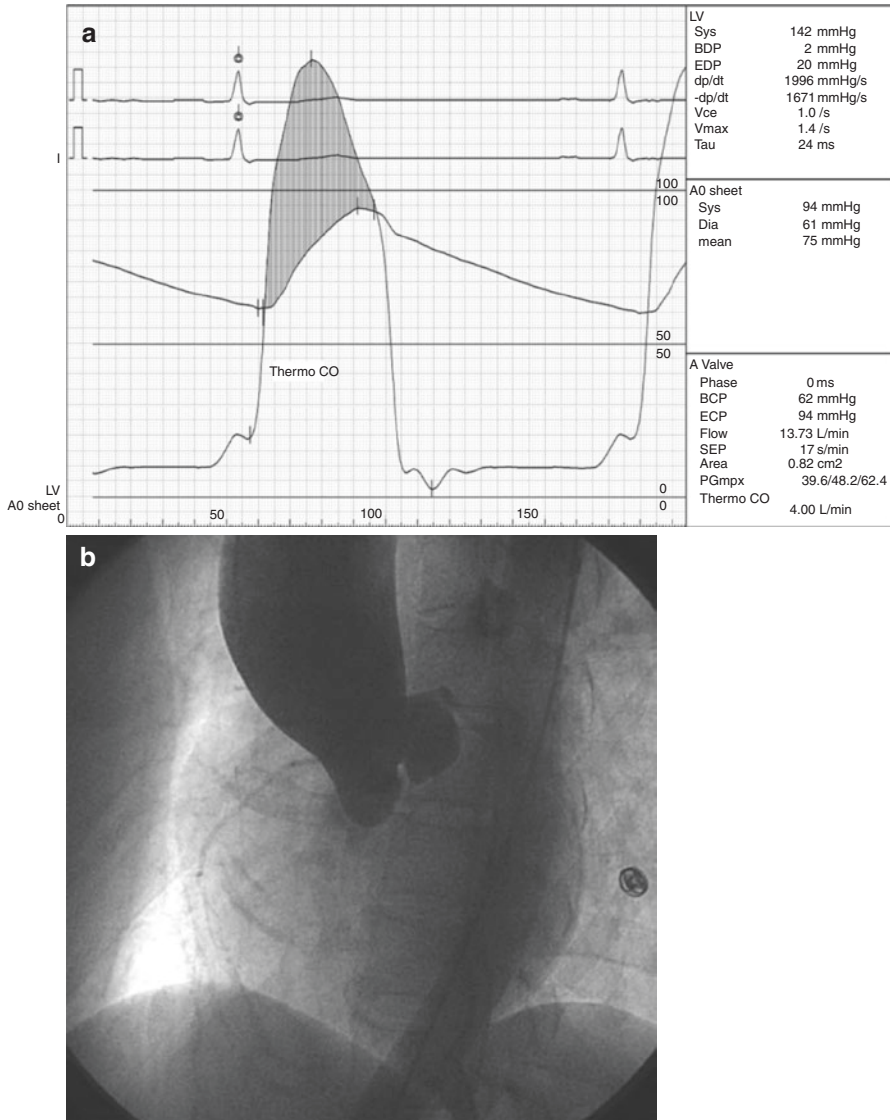 a
I
100
100
50
50
Thermo CO
0
0
LV
A0 sheet
0
50
100
150
LV
Sys 142 mmHg
BDP 2 mmHg
EDP 20 mmHg
dp/dt 1996 mmHg/s
-dp/dt 1671 mmHg/s
Vce 1.0 /s
Vmax 1.4 /s
Tau 24 ms
A0 sheet
Sys 94 mmHg
Dia 61 mmHg
mean 75 mmHg
A Valve
Phase 0 ms
BCP 62 mmHg
ECP 94 mmHg
Flow 13.73 L/min
SEP 17 s/min
Area 0.82 cm2
PGmpx 39.6/48.2/62.4
Thermo CO
4.00 L/min
b